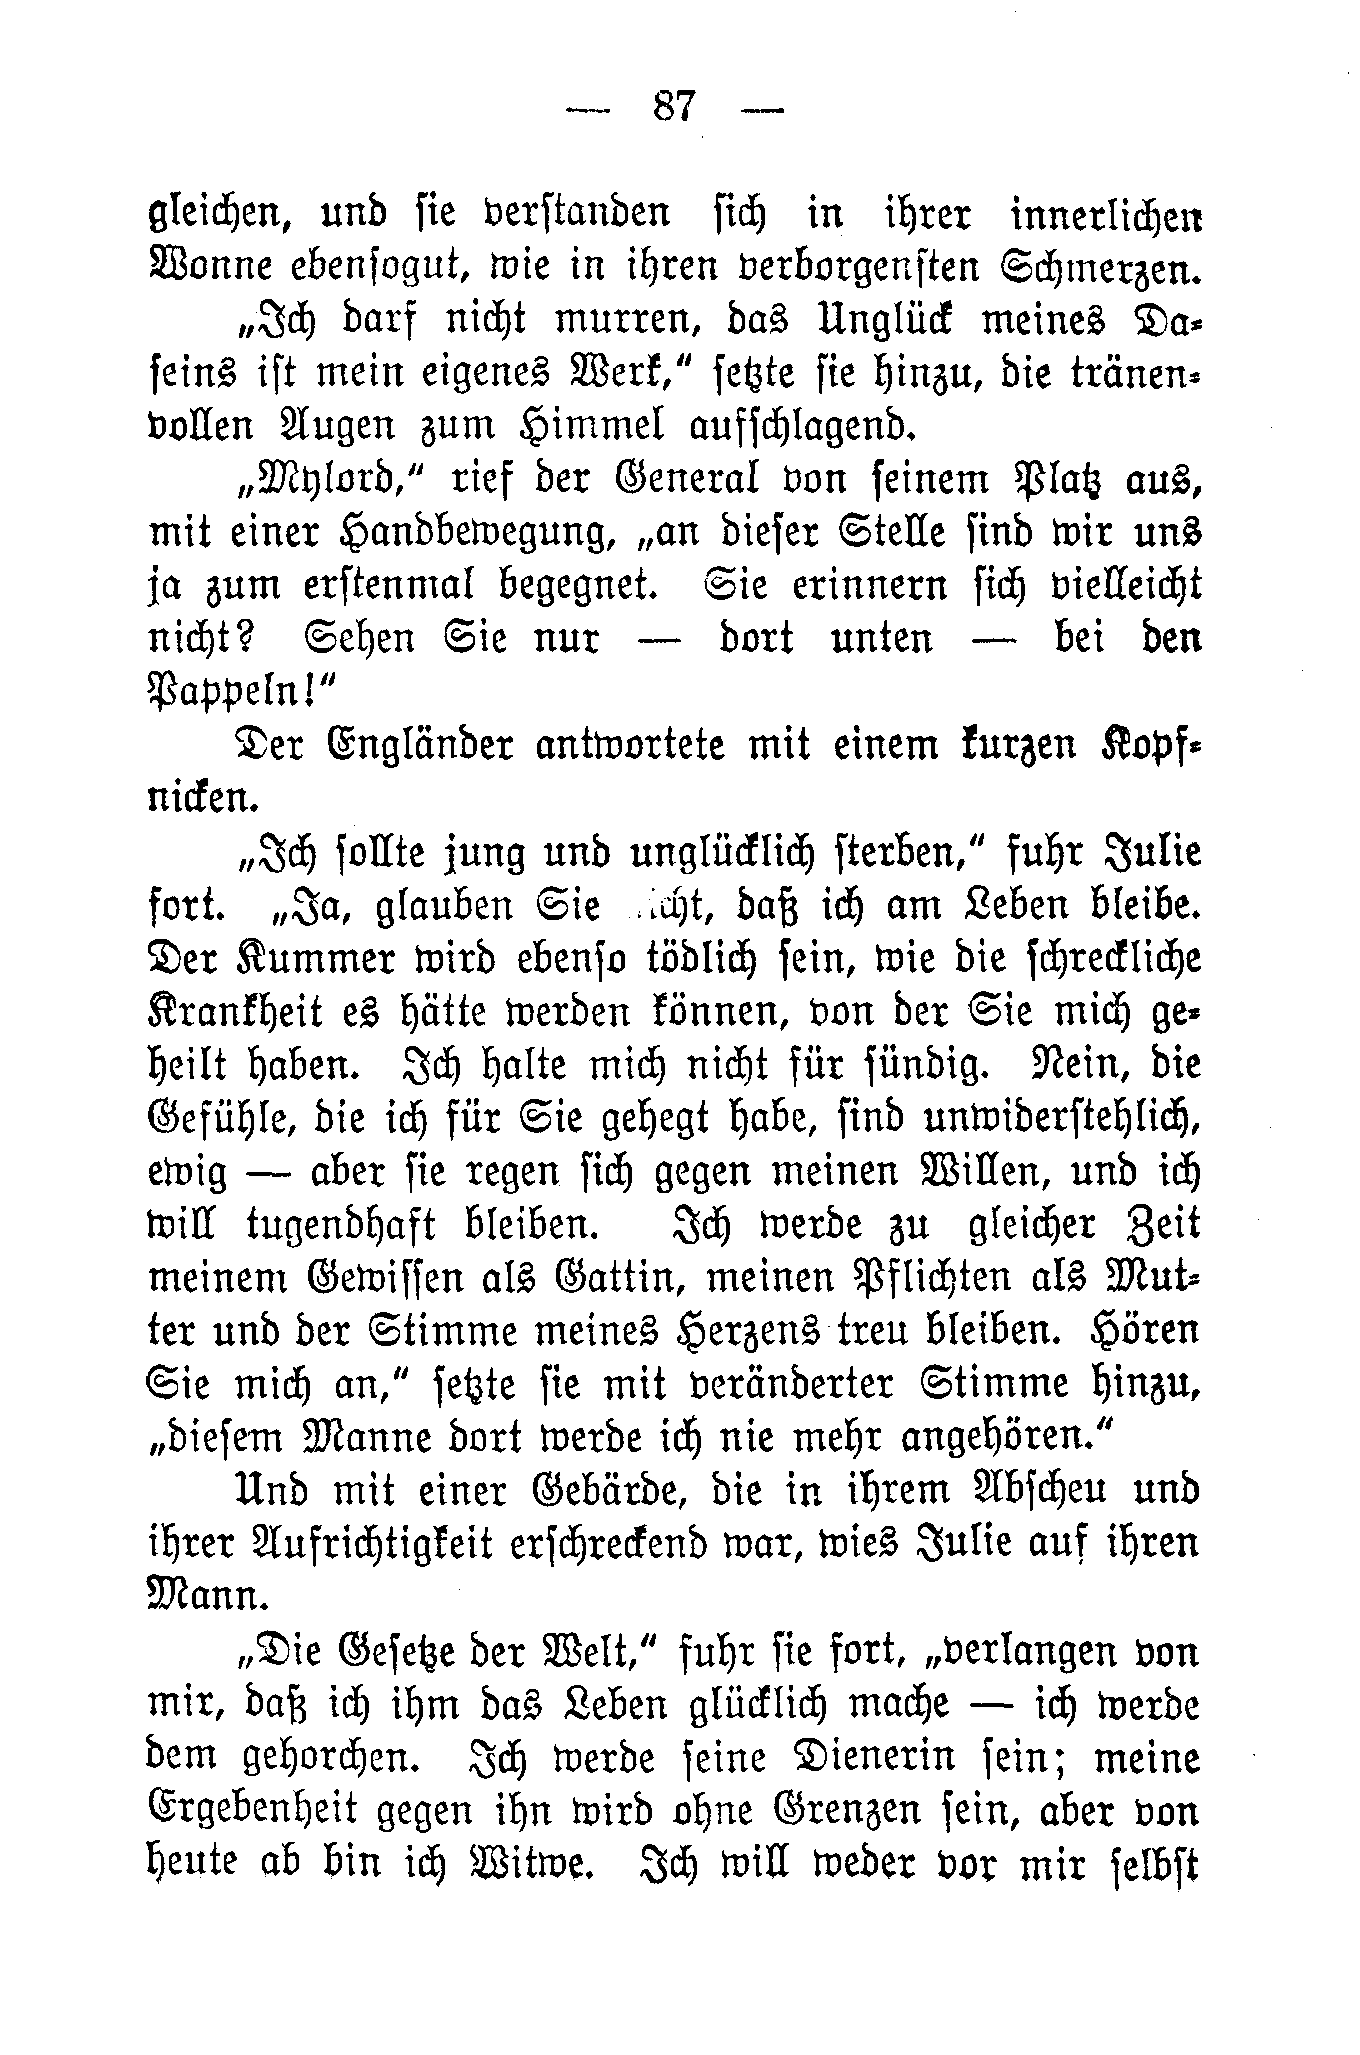 — 87 —
gleichen, und sie verstanden sich in ihrer innerlichen
Wonne ebensogut, wie in ihren verborgensten Schmerzen.
„Ich darf nicht murren, das Unglück meines Da-
seins ist mein eigenes Werk,“ setzte sie hinzu, die tränen-
vollen Augen zum Himmel aufschlagend.
„Mylord,“ rief der General von seinem Platz aus,
mit einer Handbewegung, „an dieser Stelle sind wir uns
ja zum erstenmal begegnet. Sie erinnern sich vielleicht
nicht? Sehen Sie nur — dort unten — bei den
Pappeln!“
Der Engländer antwortete mit einem kurzen Kopf-
nicken.
„Ich sollte jung und unglücklich sterben,“ fuhr Julie
fort. „Ja, glauben Sie nicht, daß ich am Leben bleibe.
Der Kummer wird ebenso tödlich sein, wie die schreckliche
Krankheit es hätte werden können, von der Sie mich ge-
heilt haben. Ich halte mich nicht für sündig. Nein, die
Gefühle, die ich für Sie gehegt habe, sind unwiderstehlich,
ewig — aber sie regen sich gegen meinen Willen, und ich
will tugendhaft bleiben. Ich werde zu gleicher Zeit
meinem Gewissen als Gattin, meinen Pflichten als Mut-
ter und der Stimme meines Herzens treu bleiben. Hören
Sie mich an,“ setzte sie mit veränderter Stimme hinzu,
„diesem Manne dort werde ich nie mehr angehören.“
Und mit einer Gebärde, die in ihrem Abscheu und
ihrer Aufrichtigkeit erschreckend war, wies Julie auf ihren
Mann.
„Die Gesetze der Welt,“ fuhr sie fort, „verlangen von
mir, daß ich ihm das Leben glücklich mache — ich werde
dem gehorchen. Ich werde seine Dienerin sein; meine
Ergebenheit gegen ihn wird ohne Grenzen sein, aber von
heute ab bin ich Witwe. Ich will weder vor mir selbst